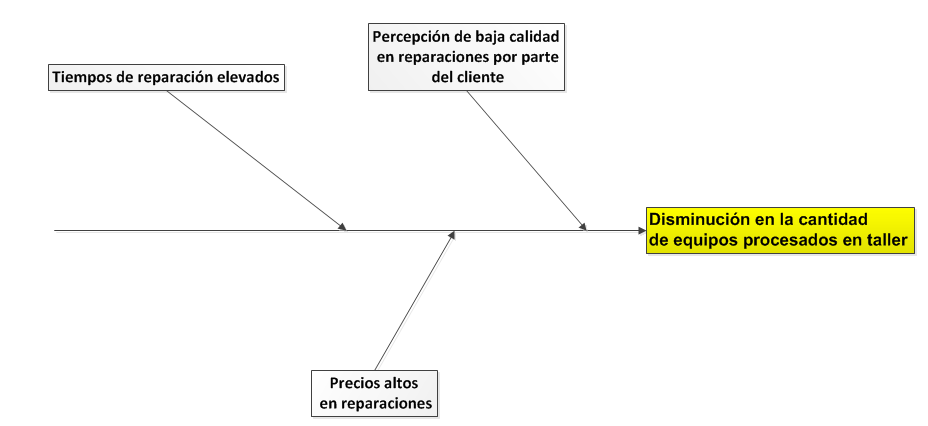 Percepción de baja calidad
en reparaciones por parte
del cliente
Tiempos de reparación elevados
Disminución en la cantidad
de equipos procesados en taller
Precios altos
en reparaciones